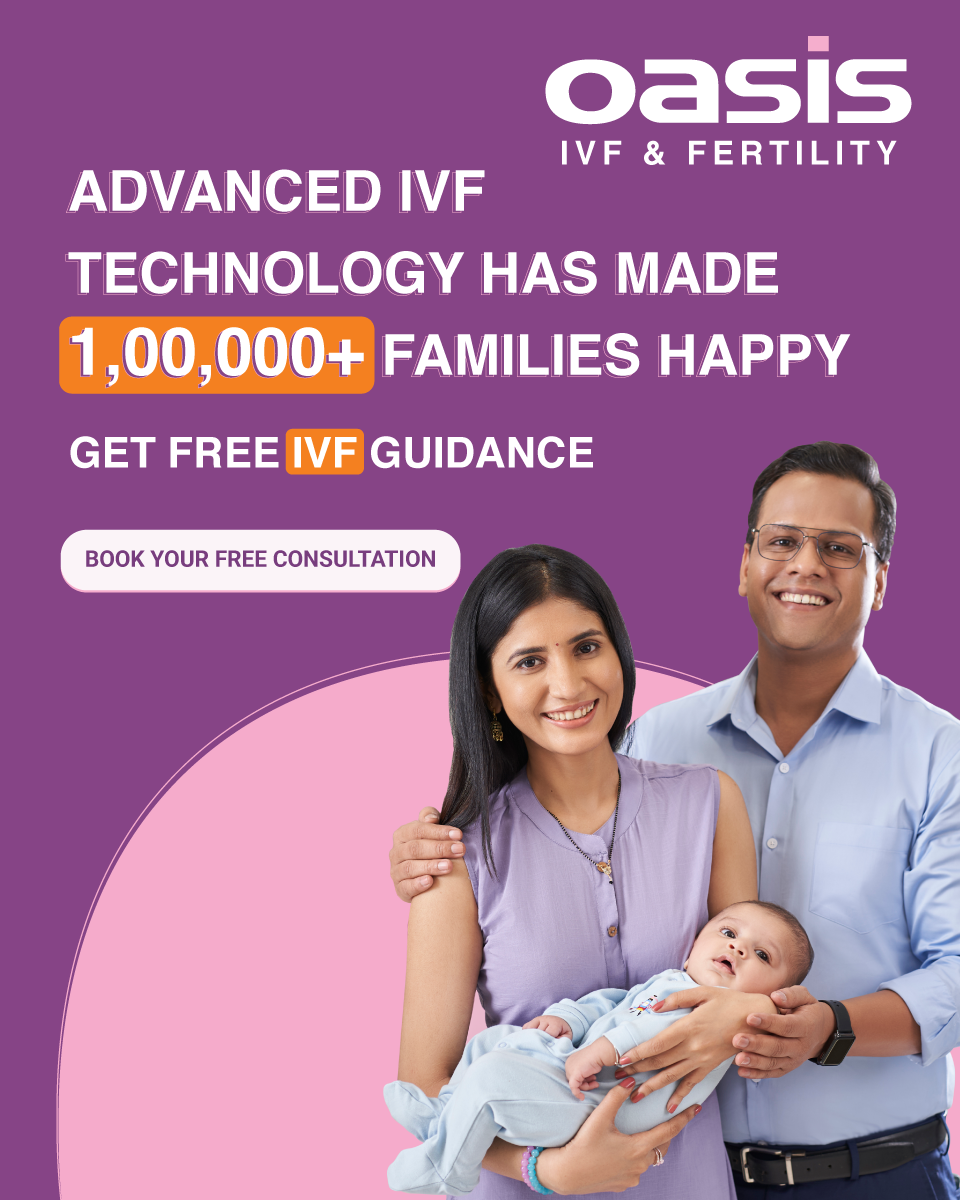 oasis
IVF & FERTILITY
ADVANCED IVF
TECHNOLOGY HAS MADE
1,00,000+ FAMILIES HAPPY
GET FREE IVF GUIDANCE
BOOK YOUR FREE CONSULTATION